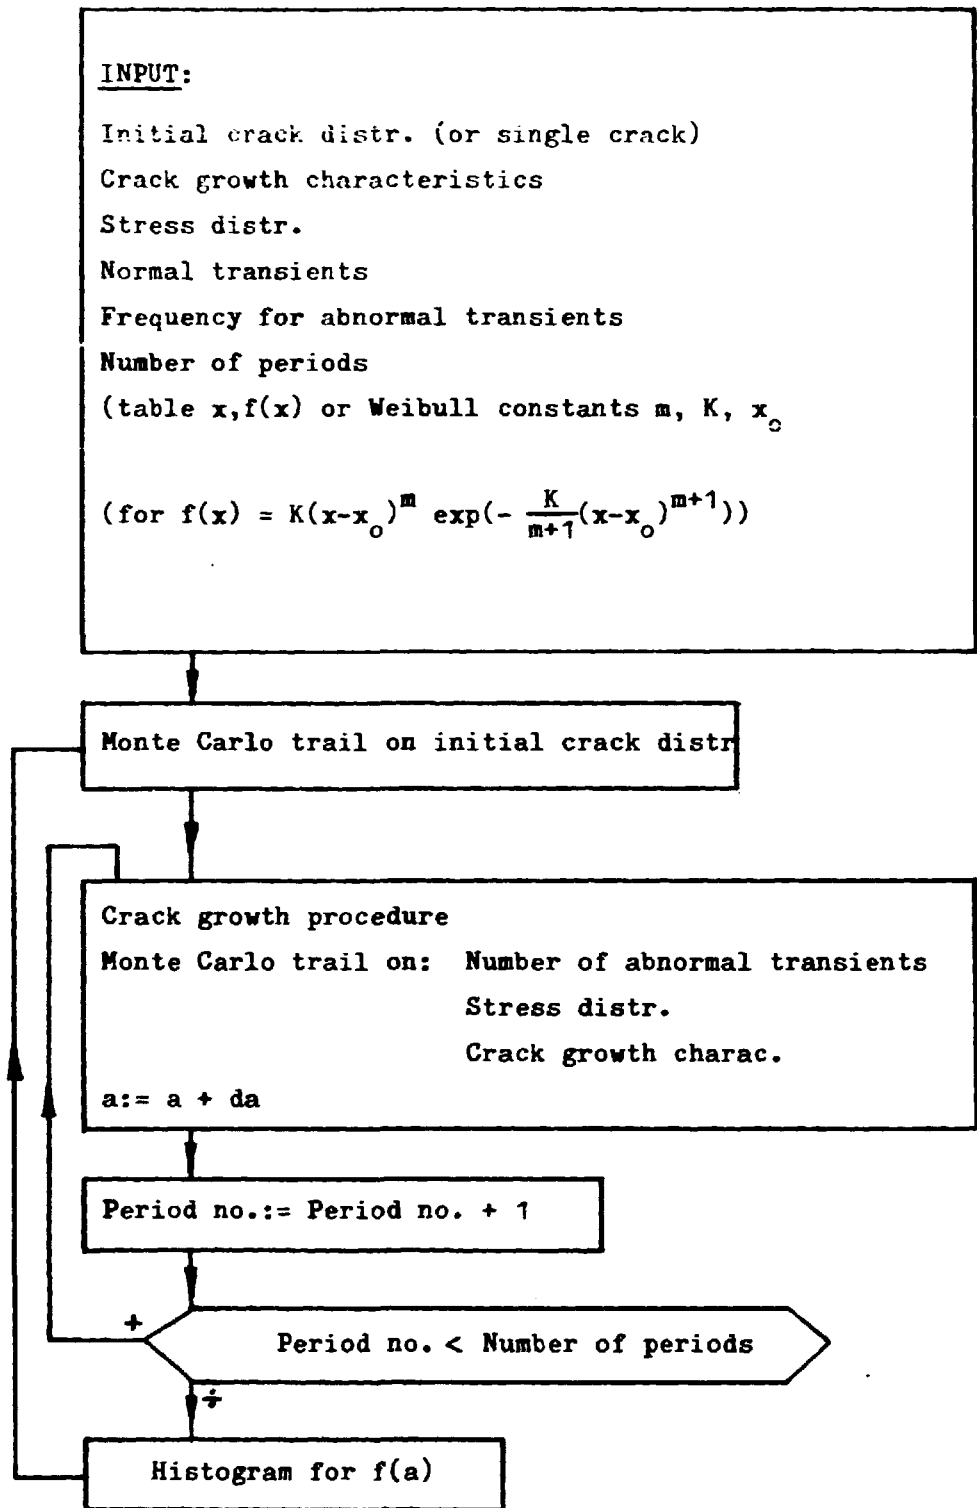 INPUT:
Initial crack distr. (or single crack)
Crack growth characteristics
Stress distr.
Normal transients
Frequency for abnormal transients
Number of periods
(table x,f(x) or Weibull constants m, K, x_o
(for f(x) = K(x-x_o)^m exp(- K/(m+1) (x-x_o)^{m+1}))
Monte Carlo trail on initial crack distr
Crack growth procedure
Monte Carlo trail on: Number of abnormal transients
Stress distr.
Crack growth charac.
a:= a + da
Period no.:= Period no. + 1
+
Period no. < Number of periods
÷
Histogram for f(a)